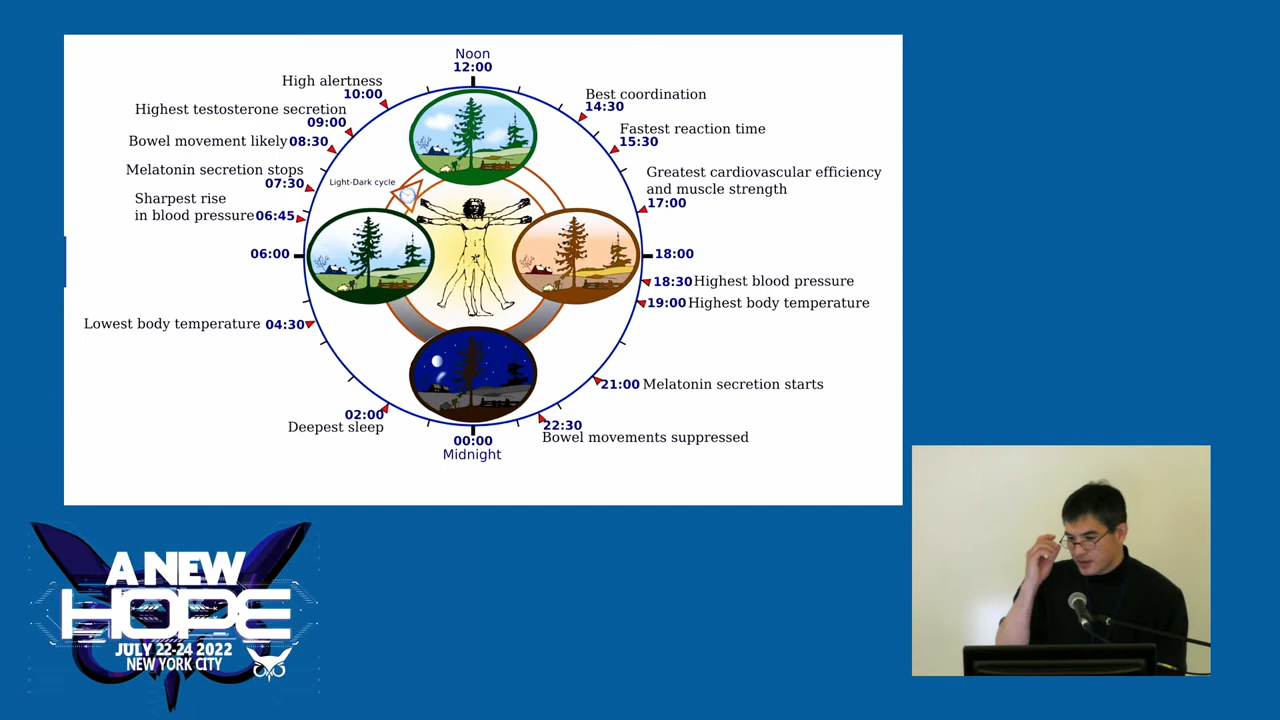 Noon
12:00
High alertness
10:00
Highest testosterone secretion
09:00
Bowel movement likely 08:30
Melatonin secretion stops
07:30
Sharpest rise
in blood pressure 06:45
06:00
Lowest body temperature 04:30
02:00
Deepest sleep
00:00
Midnight
Light-Dark cycle
Best coordination
14:30
Fastest reaction time
15:30
Greatest cardiovascular efficiency
and muscle strength
17:00
18:00
18:30 Highest blood pressure
19:00 Highest body temperature
21:00 Melatonin secretion starts
22:30
Bowel movements suppressed
A NEW
HOPE
JULY 22-24 2022
NEW YORK CITY